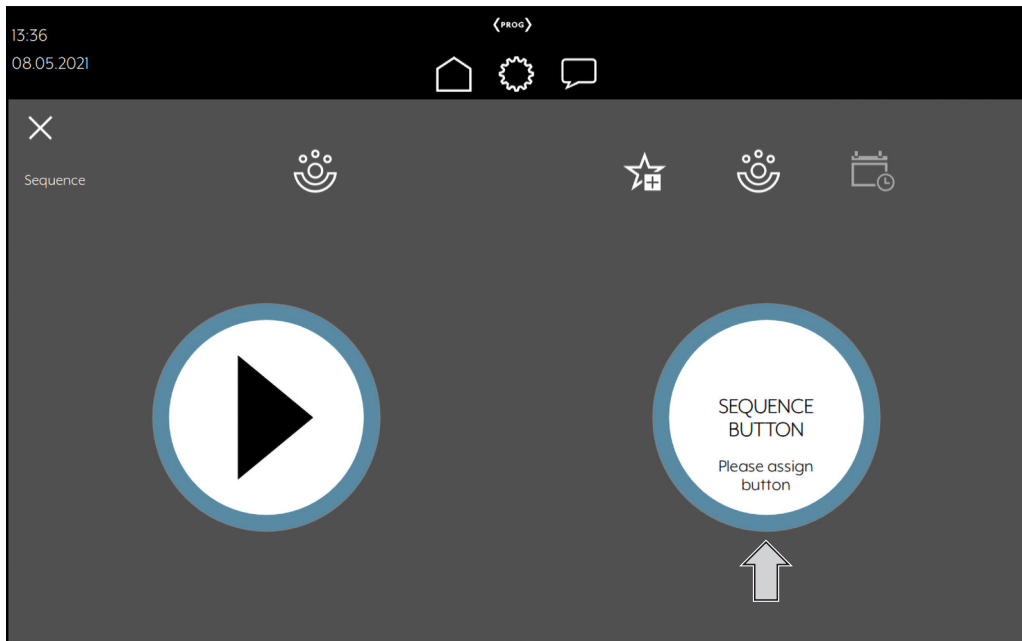 13:36
08.05.2021
❬PROG❭
Sequence
SEQUENCE
BUTTON
Please assign
button